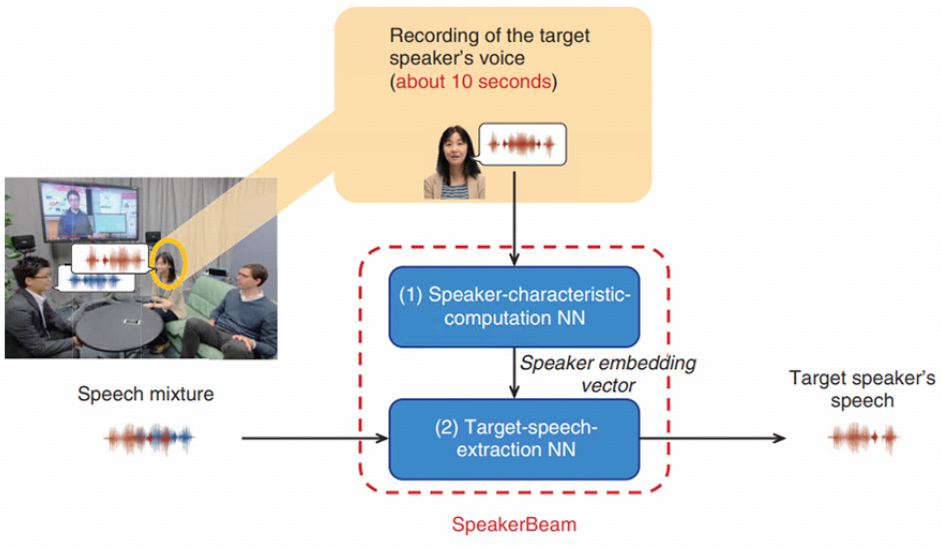 Recording of the target
speaker's voice
(about 10 seconds)
(1) Speaker-characteristic-
computation NN
Speaker embedding
vector
Speech mixture
(2) Target-speech-
extraction NN
Target speaker's
speech
SpeakerBeam